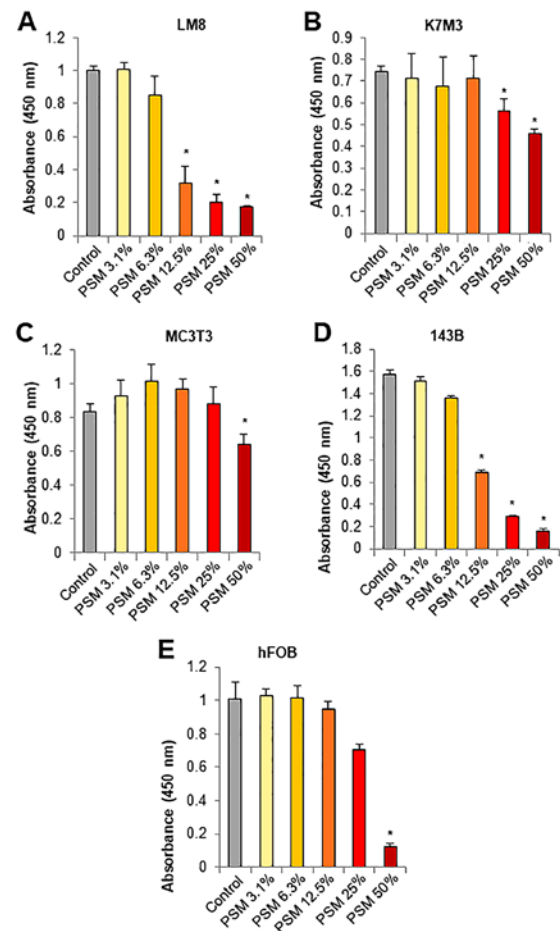 A
LM8
Absorbance (450 nm)
1.2
1
0.8
0.6
0.4
0.2
0
*
*
*
Control
PSM 3.1%
PSM 6.3%
PSM 12.5%
PSM 25%
PSM 50%
B
K7M3
Absorbance (450 nm)
0.9
0.8
0.7
0.6
0.5
0.4
0.3
0.2
0.1
0
*
*
Control
PSM 3.1%
PSM 6.3%
PSM 12.5%
PSM 25%
PSM 50%
C
MC3T3
Absorbance (450 nm)
1.2
1
0.8
0.6
0.4
0.2
0
*
Control
PSM 3.1%
PSM 6.3%
PSM 12.5%
PSM 25%
PSM 50%
D
143B
Absorbance (450 nm)
1.8
1.6
1.4
1.2
1
0.8
0.6
0.4
0.2
0
*
*
*
Control
PSM 3.1%
PSM 6.3%
PSM 12.5%
PSM 25%
PSM 50%
E
hFOB
Absorbance (450 nm)
1.2
1
0.8
0.6
0.4
0.2
0
*
Control
PSM 3.1%
PSM 6.3%
PSM 12.5%
PSM 25%
PSM 50%